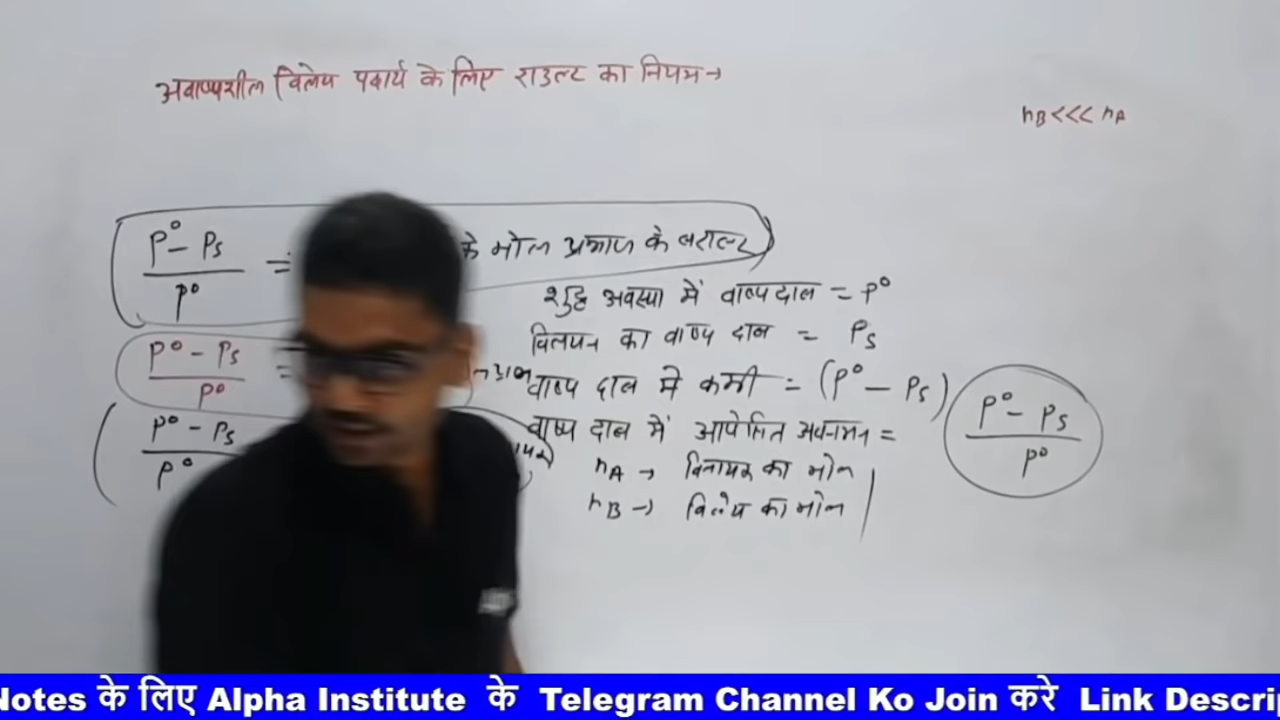 अवाष्पशील विलेय पदार्थ के लिए राउल्ट का नियम→
nB<<< nA
P° - Ps / P° = के मोल प्रभाज के बराबर
शुद्ध अवस्था में वाष्प दाब = P°
विलयन का वाष्प दाब = Ps
P° - Ps / P° =
वाष्प दाब में कमी = (P° - Ps)
P° - Ps / P°
वाष्प दाब में आपेक्षित अवनमन = P° - Ps / P°
nA → विलायक का मोल
nB → विलेय का मोल
Notes के लिए Alpha Institute के Telegram Channel Ko Join करे Link Descri